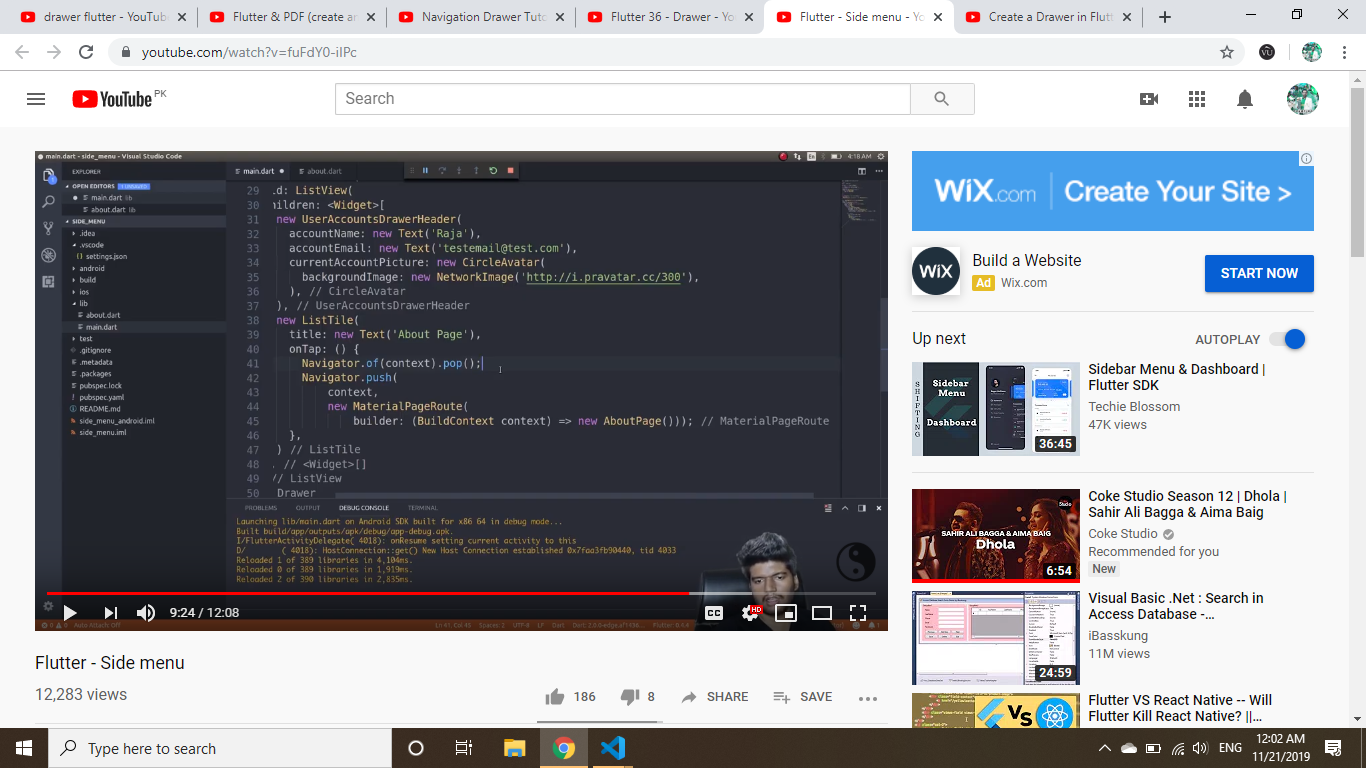 drawer flutter - YouTube
Flutter & PDF (create an
Navigation Drawer Tuto
Flutter 36 - Drawer - Yo
Flutter - Side menu - Yo
Create a Drawer in Flutt
youtube.com/watch?v=fuFdY0-iIPc
YouTube PK
Search
main.dart - side_menu - Visual Studio Code
En
4:18 AM
EXPLORER
OPEN EDITORS 1 UNSAVED
main.dart lib
about.dart lib
SIDE_MENU
.idea
.vscode
settings.json
android
build
ios
lib
about.dart
main.dart
test
.gitignore
.metadata
.packages
pubspec.lock
pubspec.yaml
README.md
side_menu_android.iml
side_menu.iml
main.dart
about.dart
29 .d: ListView(
30 hildren: <Widget>[
31 new UserAccountsDrawerHeader(
32 accountName: new Text('Raja'),
33 accountEmail: new Text('testemail@test.com'),
34 currentAccountPicture: new CircleAvatar(
35 backgroundImage: new NetworkImage('http://i.pravatar.cc/300'),
36 ), // CircleAvatar
37 ), // UserAccountsDrawerHeader
38 new ListTile(
39 title: new Text('About Page'),
40 onTap: () {
41 Navigator.of(context).pop();
42 Navigator.push(
43 context,
44 new MaterialPageRoute(
45 builder: (BuildContext context) => new AboutPage())); // MaterialPageRoute
46 },
47 ) // ListTile
48 . // <Widget>[]
49 // ListView
50 Drawer
PROBLEMS OUTPUT DEBUG CONSOLE TERMINAL
Launching lib/main.dart on Android SDK built for x86 64 in debug mode...
Built build/app/outputs/apk/debug/app-debug.apk.
I/FlutterActivityDelegate( 4018): onResume setting current activity to this
D/ ( 4018): HostConnection::get() New Host Connection established 0x7faa3fb90440, tid 4033
Reloaded 1 of 389 libraries in 4,104ms.
Reloaded 0 of 389 libraries in 1,919ms.
Reloaded 2 of 390 libraries in 2,835ms.
9:24 / 12:08
CC
HD
Flutter - Side menu
12,283 views
186
8
SHARE
SAVE
WiX.com Create Your Site >
WiX
Build a Website
Ad Wix.com
START NOW
Up next
AUTOPLAY
SHIFTING
Sidebar Menu & Dashboard
36:45
Sidebar Menu & Dashboard | Flutter SDK
Techie Blossom
47K views
SAHIR ALI BAGGA & AIMA BAIG
Dhola
6:54
Coke Studio Season 12 | Dhola |
Sahir Ali Bagga & Aima Baig
Coke Studio
Recommended for you
New
24:59
Visual Basic .Net : Search in
Access Database -...
iBasskung
11M views
VS
Flutter VS React Native -- Will
Flutter Kill React Native? ||...
Type here to search
ENG
12:02 AM
11/21/2019